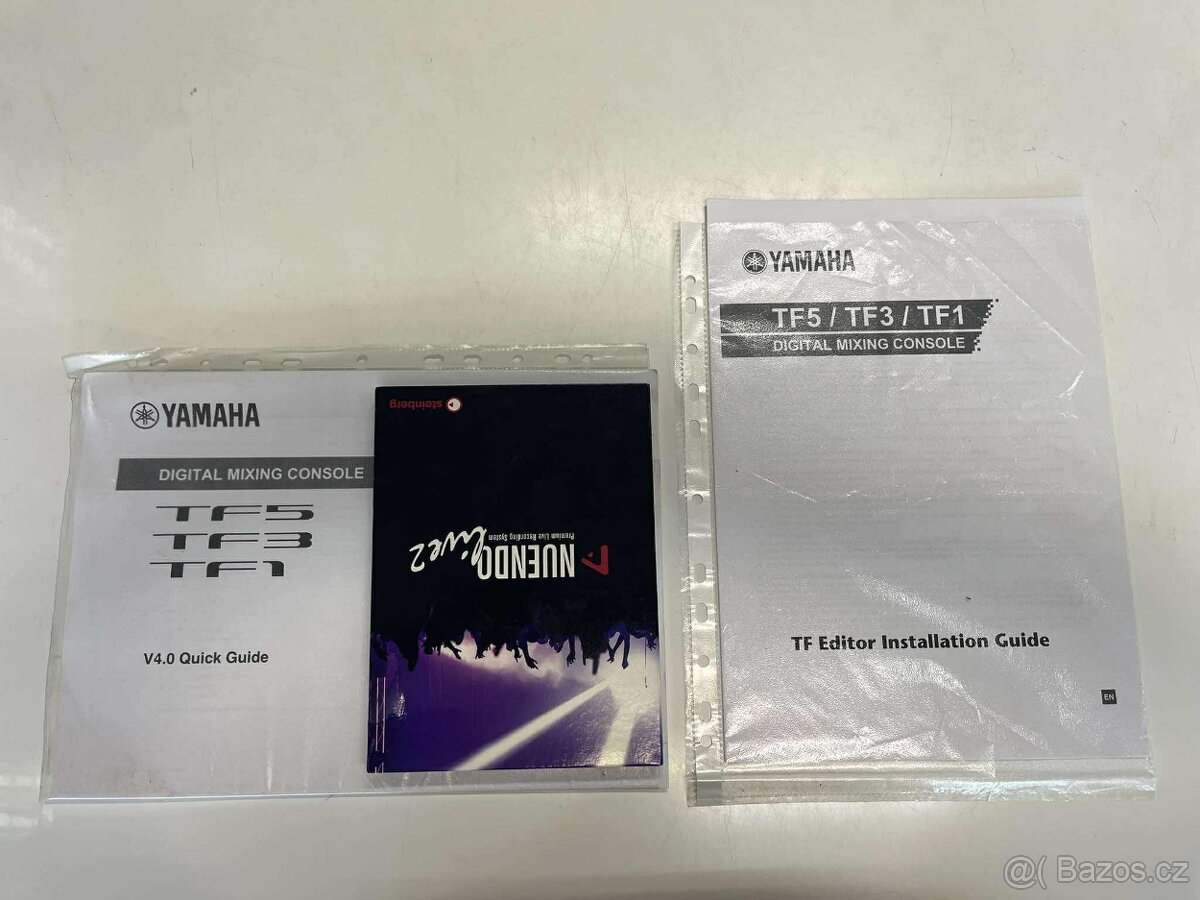 YAMAHA
DIGITAL MIXING CONSOLE
TF5
TF3
TF1
V4.0 Quick Guide
steinberg
NUENDO live 2
Premium Live Recording System
YAMAHA
TF5 / TF3 / TF1
DIGITAL MIXING CONSOLE
TF Editor Installation Guide
EN
@( Bazos.cz